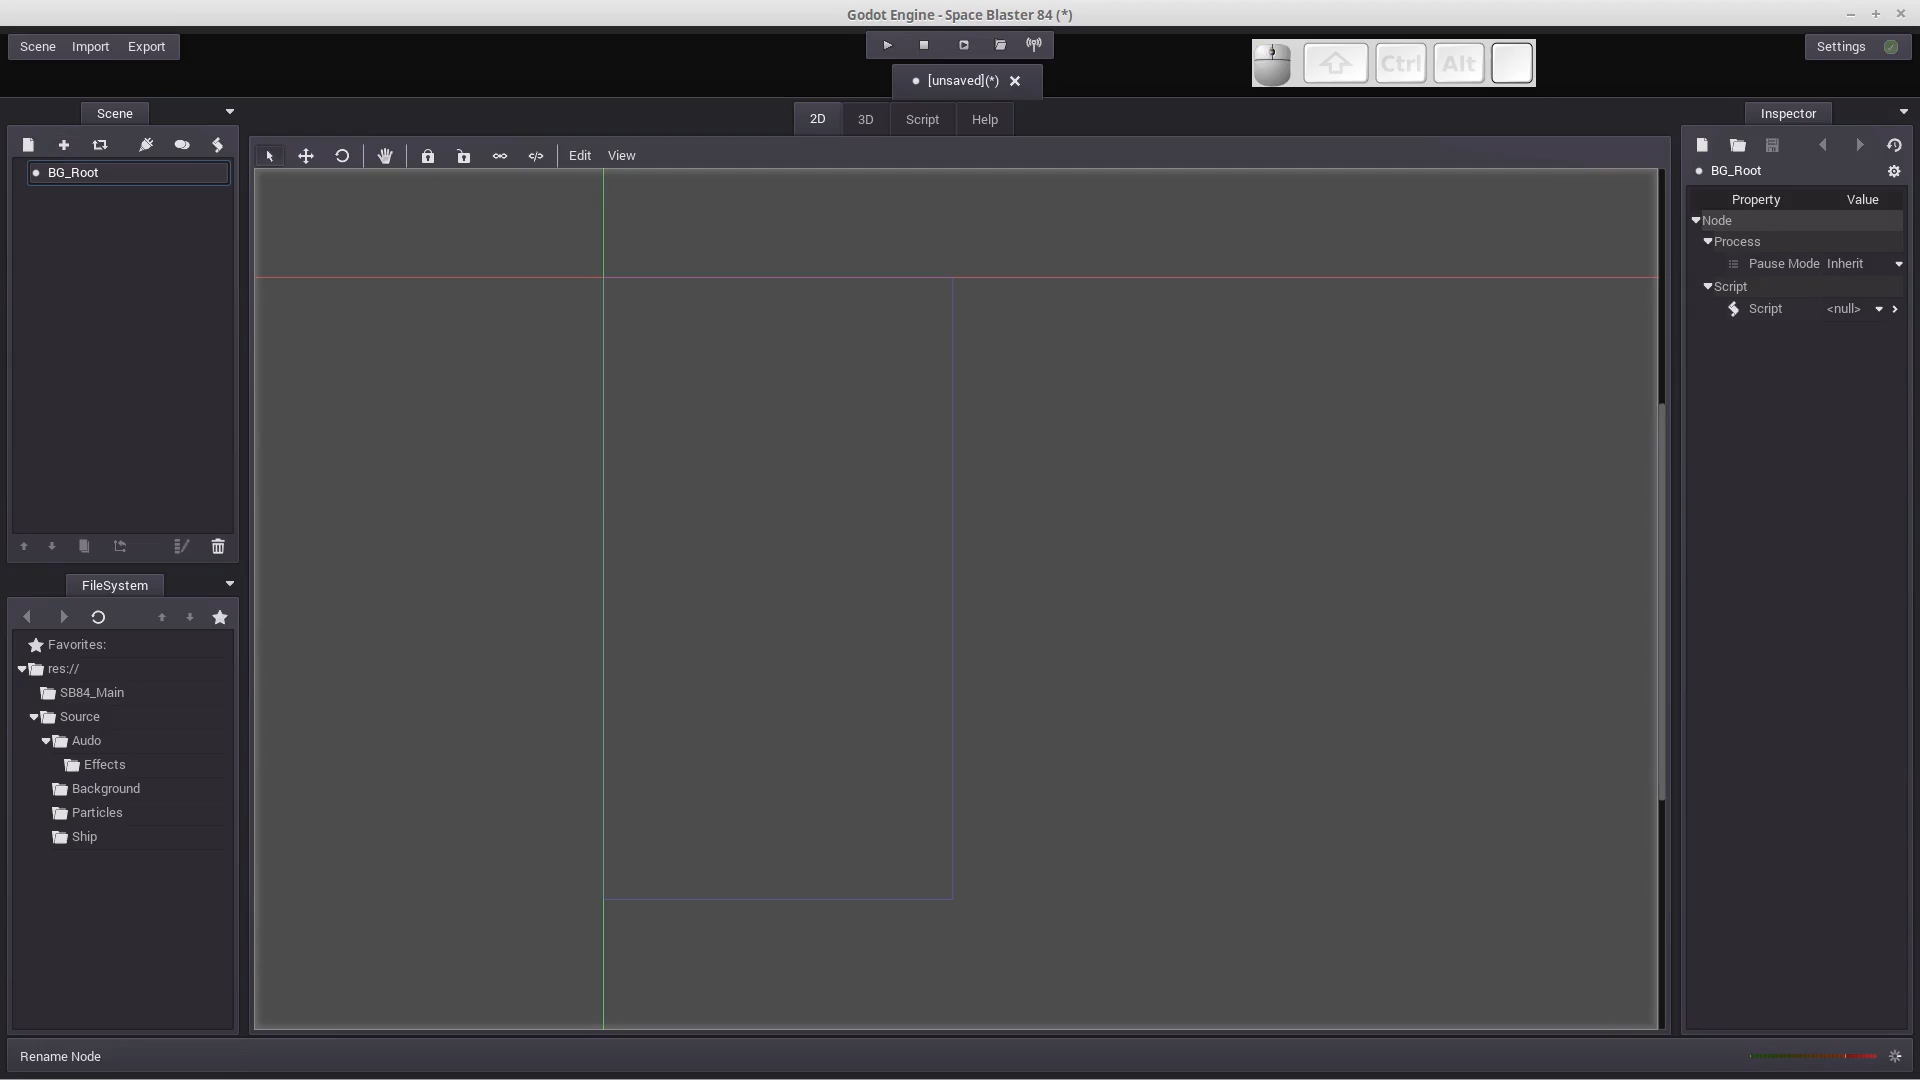 Godot Engine - Space Blaster 84 (*)
Scene Import Export
Ctrl Alt
Settings
[unsaved](*)
Scene
2D 3D Script Help
Inspector
Edit View
BG_Root
BG_Root
Property Value
Node
Process
Pause Mode Inherit
Script
Script <null>
FileSystem
Favorites:
res://
SB84_Main
Source
Audo
Effects
Background
Particles
Ship
Rename Node